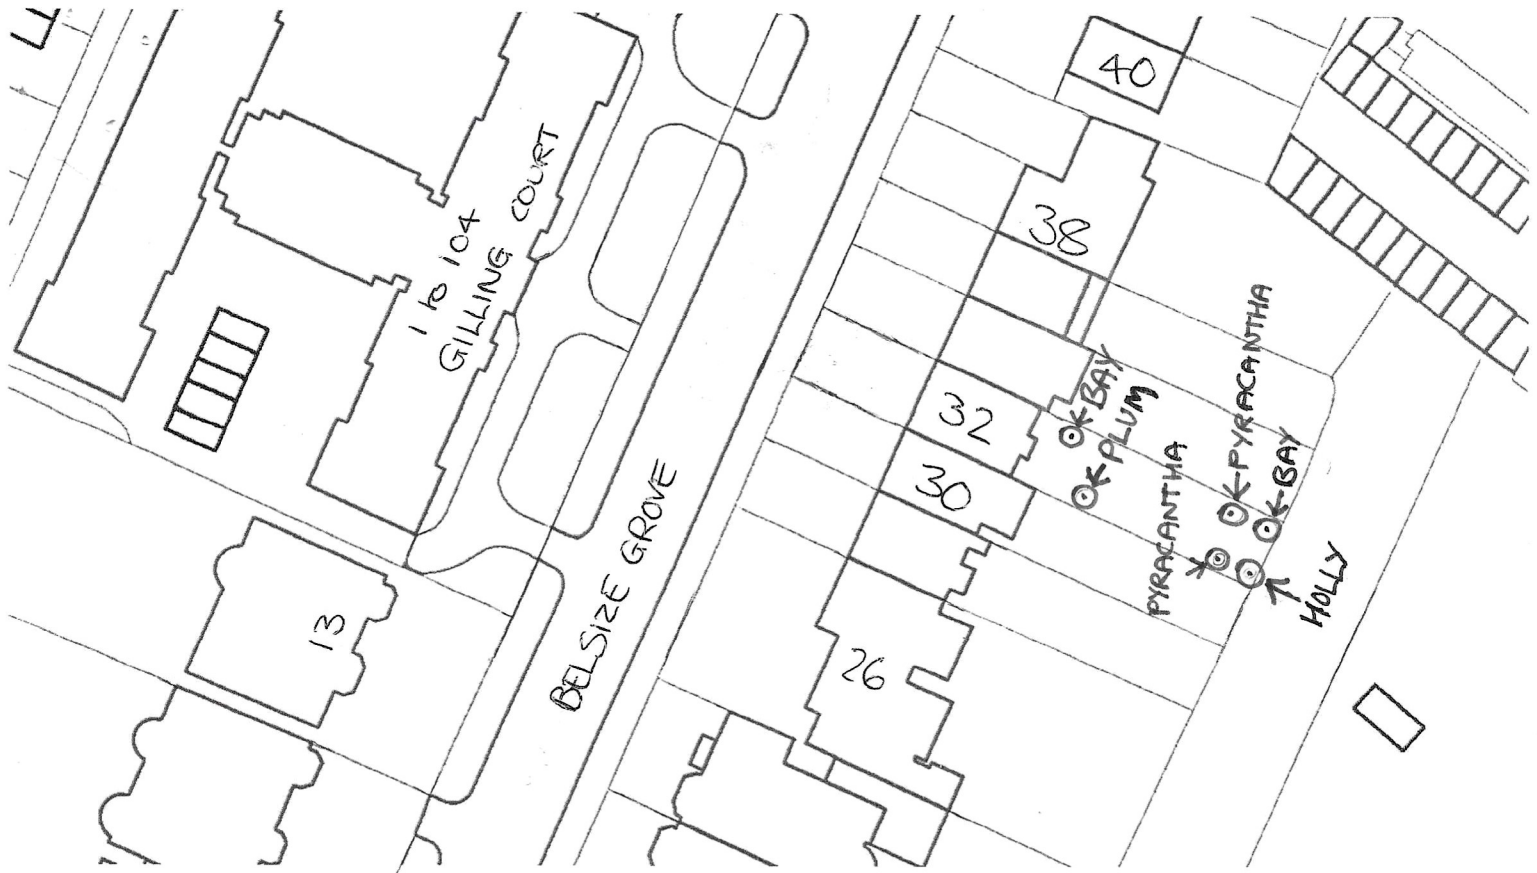 40
38
1 to 104
GILLING COURT
BAY
PLUM
PYRACANTHA
32
BAY
30
PYRACANTHA
HOLLY
BELSIZE GROVE
13
26